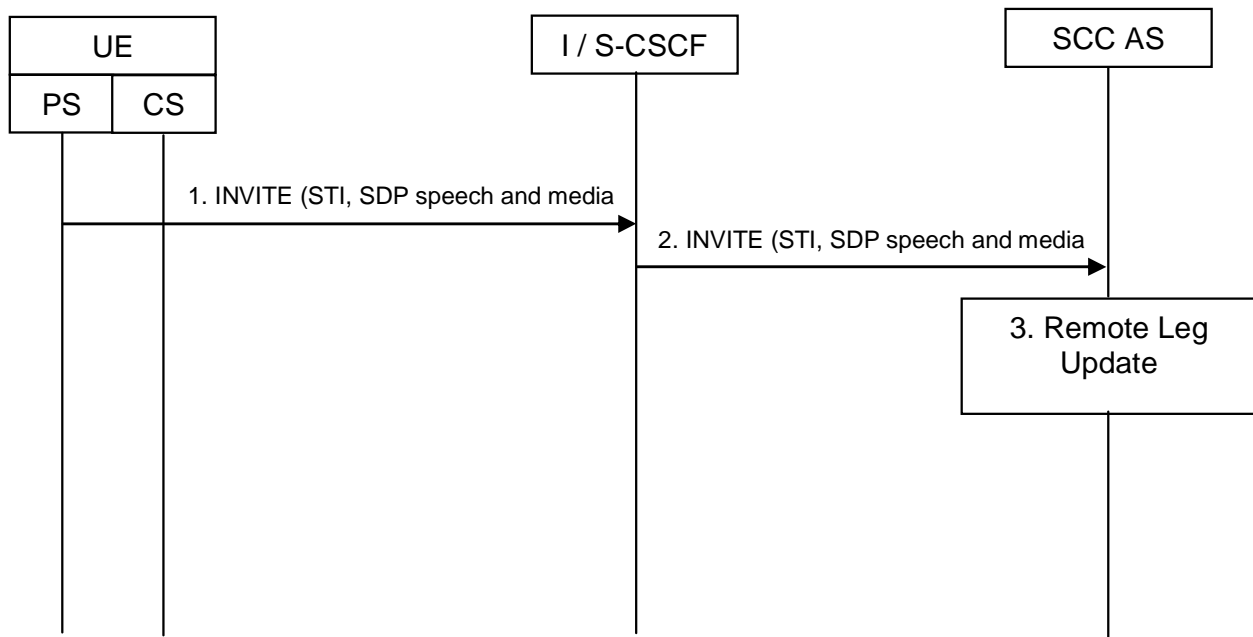 UE
PS
CS
I / S-CSCF
SCC AS
1. INVITE (STI, SDP speech and media
2. INVITE (STI, SDP speech and media
3. Remote Leg
Update